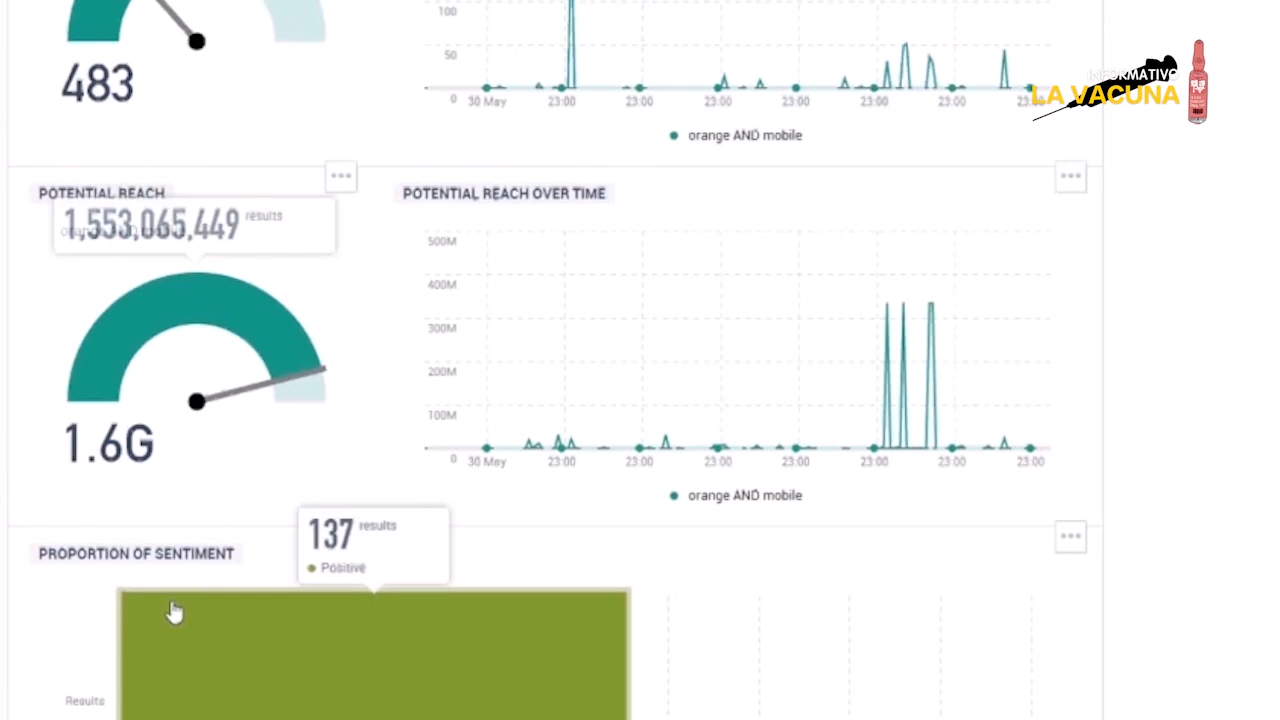 100
50
0
30 May 23:00 23:00 23:00 23:00 23:00 23:00
orange AND mobile
483
INFORMATIVO
LA VACUNA
POTENTIAL REACH
1,553,065,449 results
orange AND mobile
1.6G
POTENTIAL REACH OVER TIME
500M
400M
300M
200M
100M
0
30 May 23:00 23:00 23:00 23:00 23:00 23:00 23:00
orange AND mobile
PROPORTION OF SENTIMENT
137 results
Positive
Results